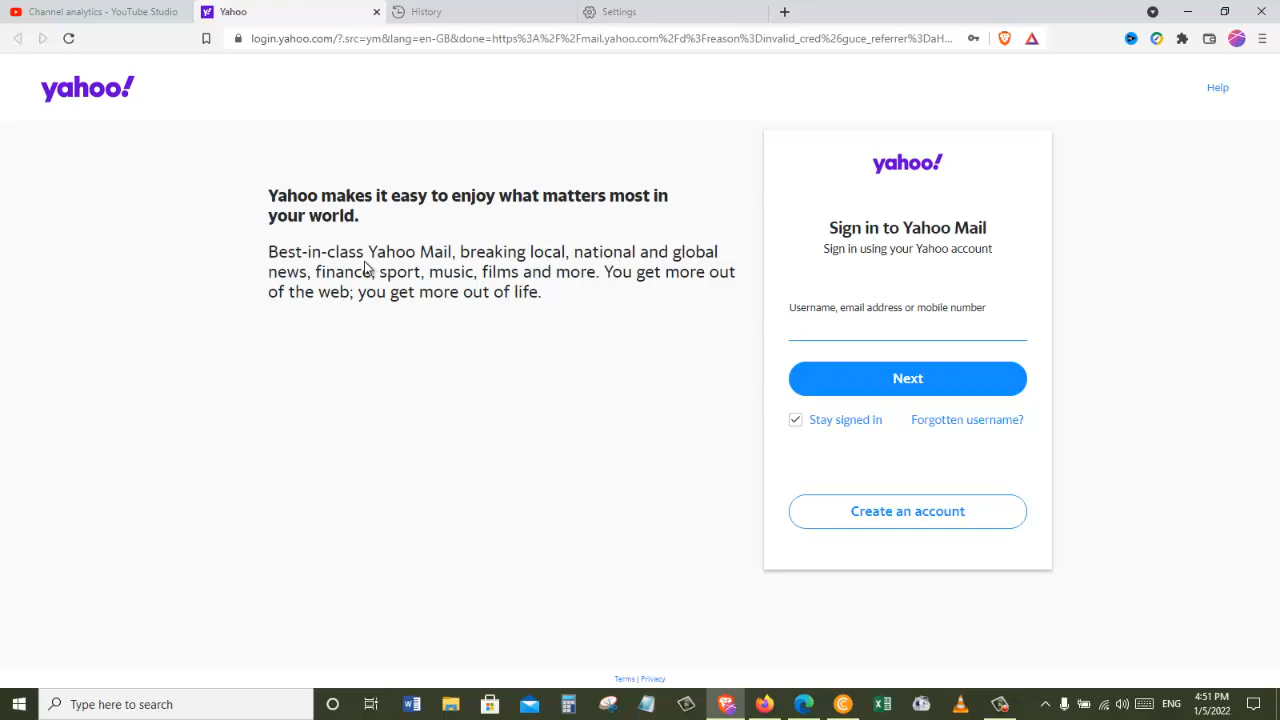 Channel analytics - YouTube Studio
Yahoo
History
Settings
login.yahoo.com/?.src=ym&lang=en-GB&done=https%3A%2F%2Fmail.yahoo.com%2Fd%3Freason%3Dinvalid_cred%26guce_referrer%3DaH...
yahoo!
Help
yahoo!
Yahoo makes it easy to enjoy what matters most in
your world.
Best-in-class Yahoo Mail, breaking local, national and global
news, finance, sport, music, films and more. You get more out
of the web; you get more out of life.
Sign in to Yahoo Mail
Sign in using your Yahoo account
Username, email address or mobile number
Next
Stay signed in
Forgotten username?
Create an account
Terms | Privacy
Type here to search
ENG
4:51 PM
1/5/2022